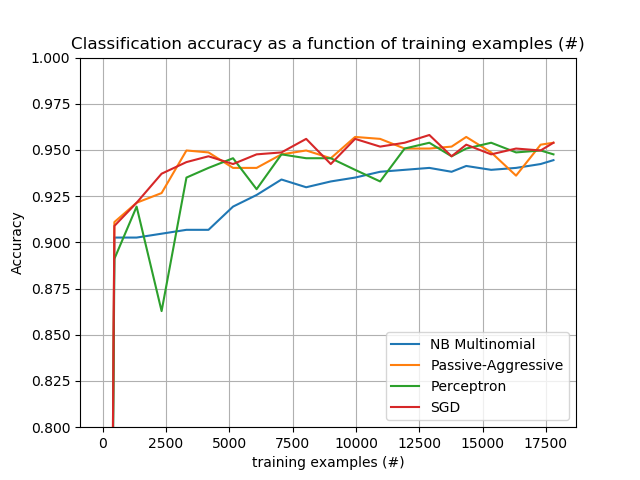 Classification accuracy as a function of training examples (#)
1.000
0.975
0.950
0.925
0.900
0.875
0.850
0.825
0.800
Accuracy
NB Multinomial
Passive-Aggressive
Perceptron
SGD
0 2500 5000 7500 10000 12500 15000 17500
training examples (#)